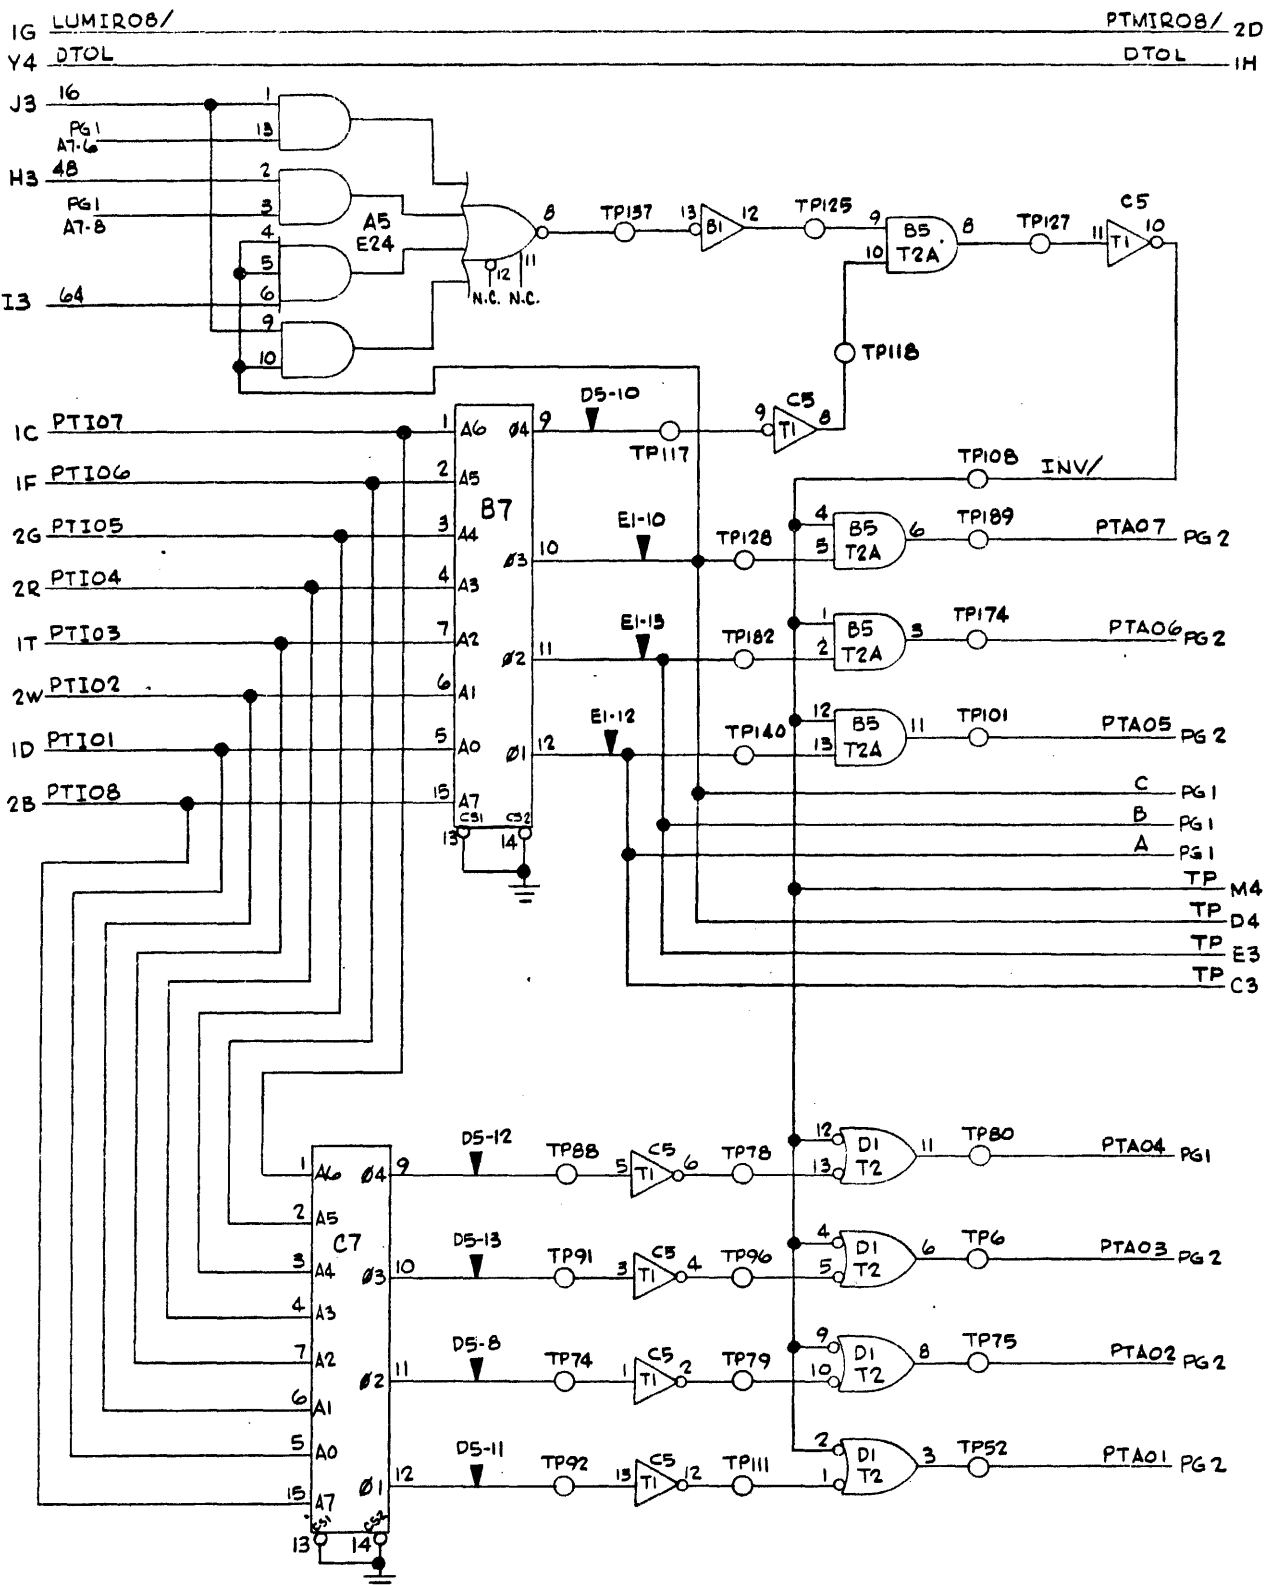 1G LUMIR08/ PTMIR08/ 2D
Y4 DTOL DTOL 1H
J3 16 1
PG1 13
A7-6
H3 48 2
PG1 3
A7-8
A5
E24
4
5
I3 64 6
9
10
8 TP137 13 B1 12 TP125 9 B5 8 TP127 11 T1 10 C5
10 T2A
12 11
N.C. N.C.
TP118
D5-10
C5
1C PTI07 1 A6 Ø4 9 TP117 9 T1 8
TP108 INV/
1F PTI06 2 A5
B7
4 B5 6 TP189 PTA07 PG2
2G PTI05 3 A4 E1-10
Ø3 10 TP128 5 T2A
2R PTI04 4 A3
1T PTI03 7 A2 E1-13 1 B5 3 TP174 PTA06 PG2
Ø2 11 TP182 2 T2A
2W PTI02 6 A1
E1-12 12 B5 11 TP101 PTA05 PG2
1D PTI01 5 A0 Ø1 12 TP140 13 T2A
2B PTI08 15 A7
CS1 CS2
13 14
C PG1
B PG1
A PG1
TP M4
TP D4
TP E3
TP C3
1 A6 Ø4 9 D5-12 TP88 5 T1 C5 6 TP78 12 D1 11 TP80 PTA04 PG1
13 T2
2 A5
C7
3 A4 Ø3 10 D5-13 TP91 3 T1 C5 4 TP96 4 D1 6 TP6 PTA03 PG2
5 T2
4 A3
7 A2 Ø2 11 D5-8 TP74 1 T1 C5 2 TP79 9 D1 8 TP75 PTA02 PG2
10 T2
6 A1
5 A0
Ø1 12 D5-11 TP92 13 T1 C5 12 TP111 2 D1 3 TP52 PTA01 PG2
1 T2
15 A7
CS1 CS2
13 14